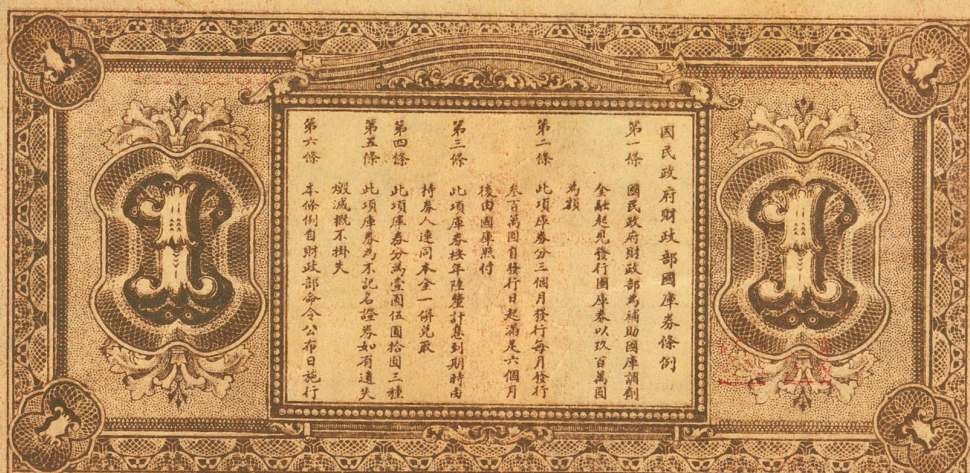 國民政府財政部國庫券條例
第一條 國民政府財政部為補助國庫調劑
金融起見發行國庫券以玖百萬圓
為額
第二條 此項庫券分三個月發行每月發行
叁百萬圓自發行日起滿足六個月
後由國庫照付
第三條 此項庫券按年陸釐計息到期時由
持券人連同本金一併兌取
第四條 此項庫券分為壹圓伍圓拾圓三種
第五條 此項庫券為不記名證券如有遺失
燬滅概不掛失
第六條 本條例自財政部命令公布日施行
1
1